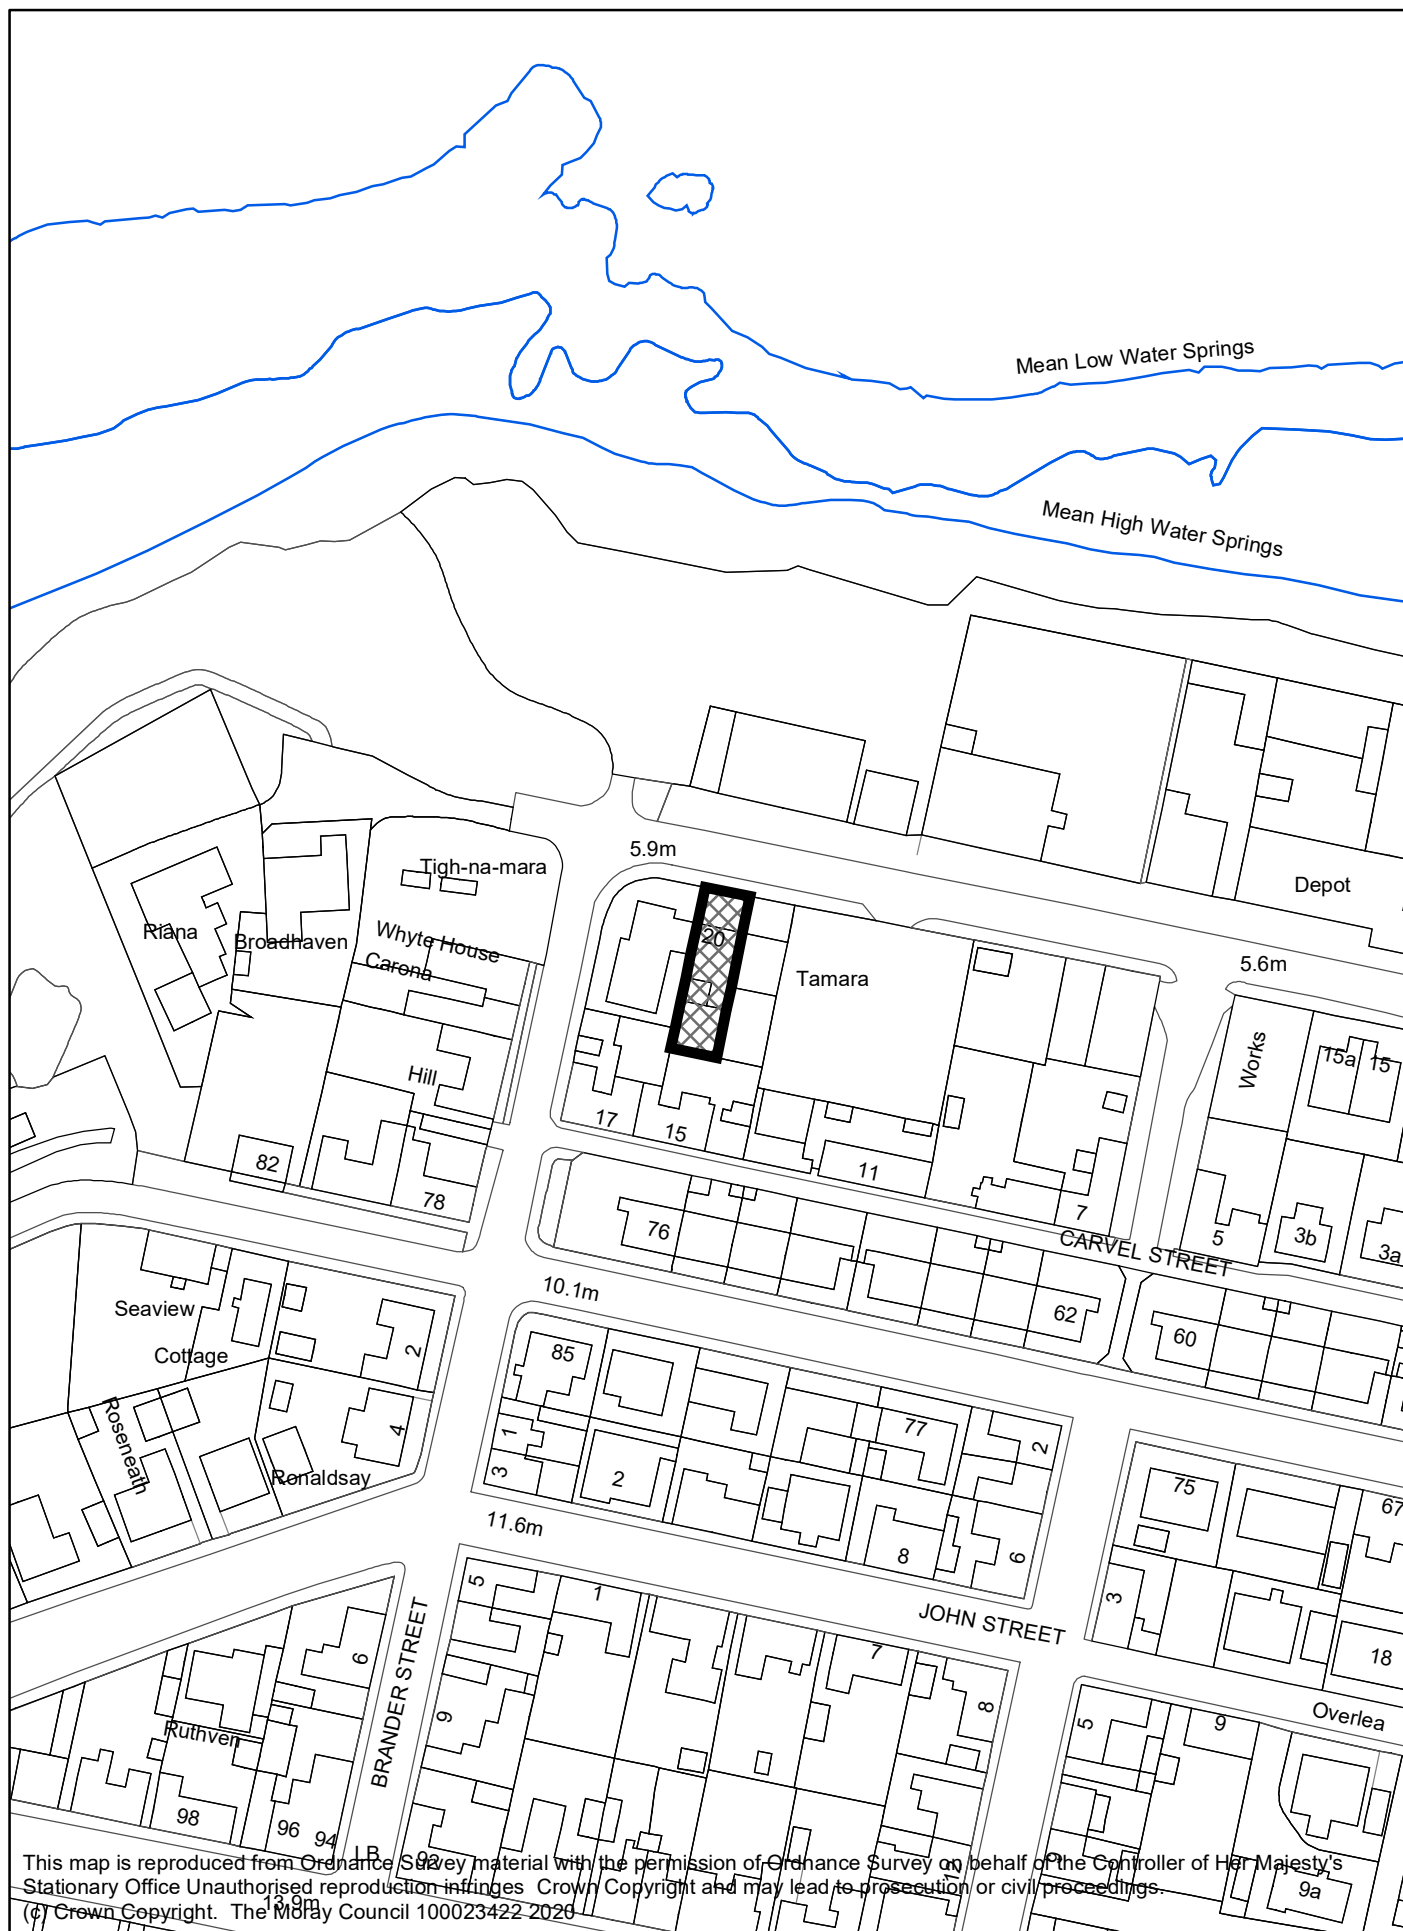 Mean Low Water Springs
Mean High Water Springs
5.9m
Tigh-na-mara
Depot
Riana
Broadhaven
Whyte House
Carona
20
Tamara
5.6m
Works
15a
15
Hill
17
15
82
78
11
7
5
3b
3a
76
CARVEL STREET
10.1m
62
60
Seaview
Cottage
2
85
4
Roseneath
Ronaldsay
1
3
2
77
2
75
67
11.6m
8
6
5
1
JOHN STREET
3
18
7
6
BRANDER STREET
9
8
5
9
Overlea
Ruthven
98
96
94
LB
92
12
9
9a
13.9m
This map is reproduced from Ordnance Survey material with the permission of Ordnance Survey on behalf of the Controller of Her Majesty's
Stationary Office Unauthorised reproduction infringes Crown Copyright and may lead to prosecution or civil proceedings.
(c) Crown Copyright. The Moray Council 100023422 2020